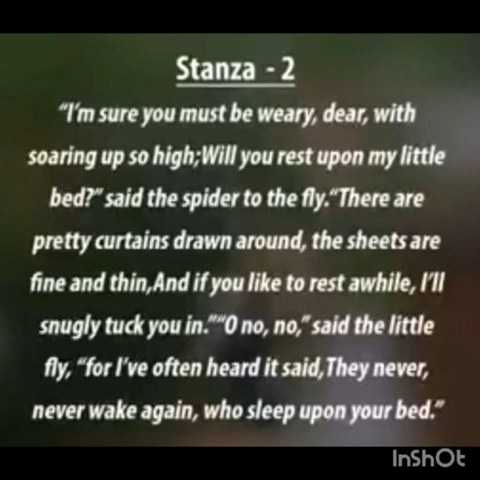 Stanza - 2
"I'm sure you must be weary, dear, with
soaring up so high;Will you rest upon my little
bed?" said the spider to the fly."There are
pretty curtains drawn around, the sheets are
fine and thin,And if you like to rest awhile, I'll
snugly tuck you in.""O no, no," said the little
fly, "for I've often heard it said,They never,
never wake again, who sleep upon your bed."
InShOt